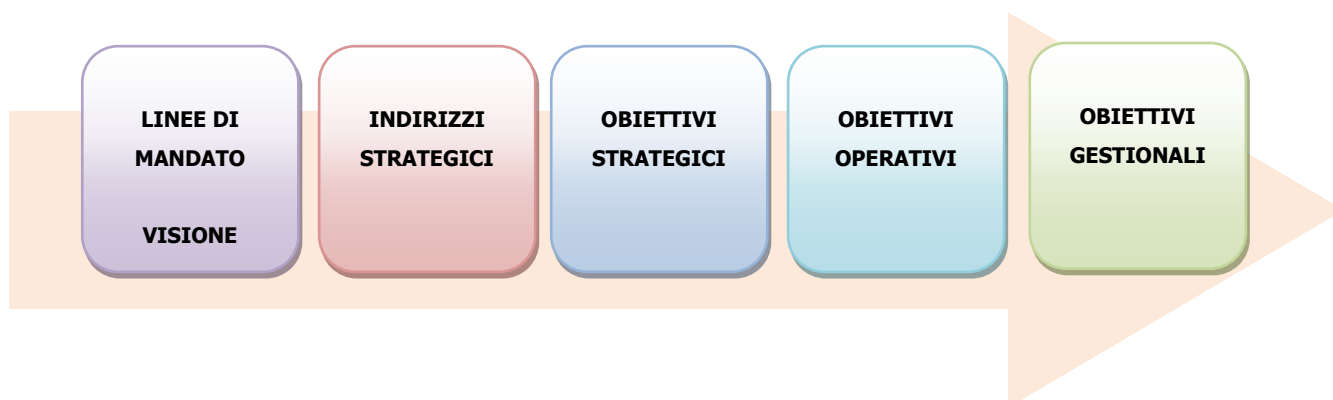 LINEE DI
MANDATO
VISIONE
INDIRIZZI
STRATEGICI
OBIETTIVI
STRATEGICI
OBIETTIVI
OPERATIVI
OBIETTIVI
GESTIONALI